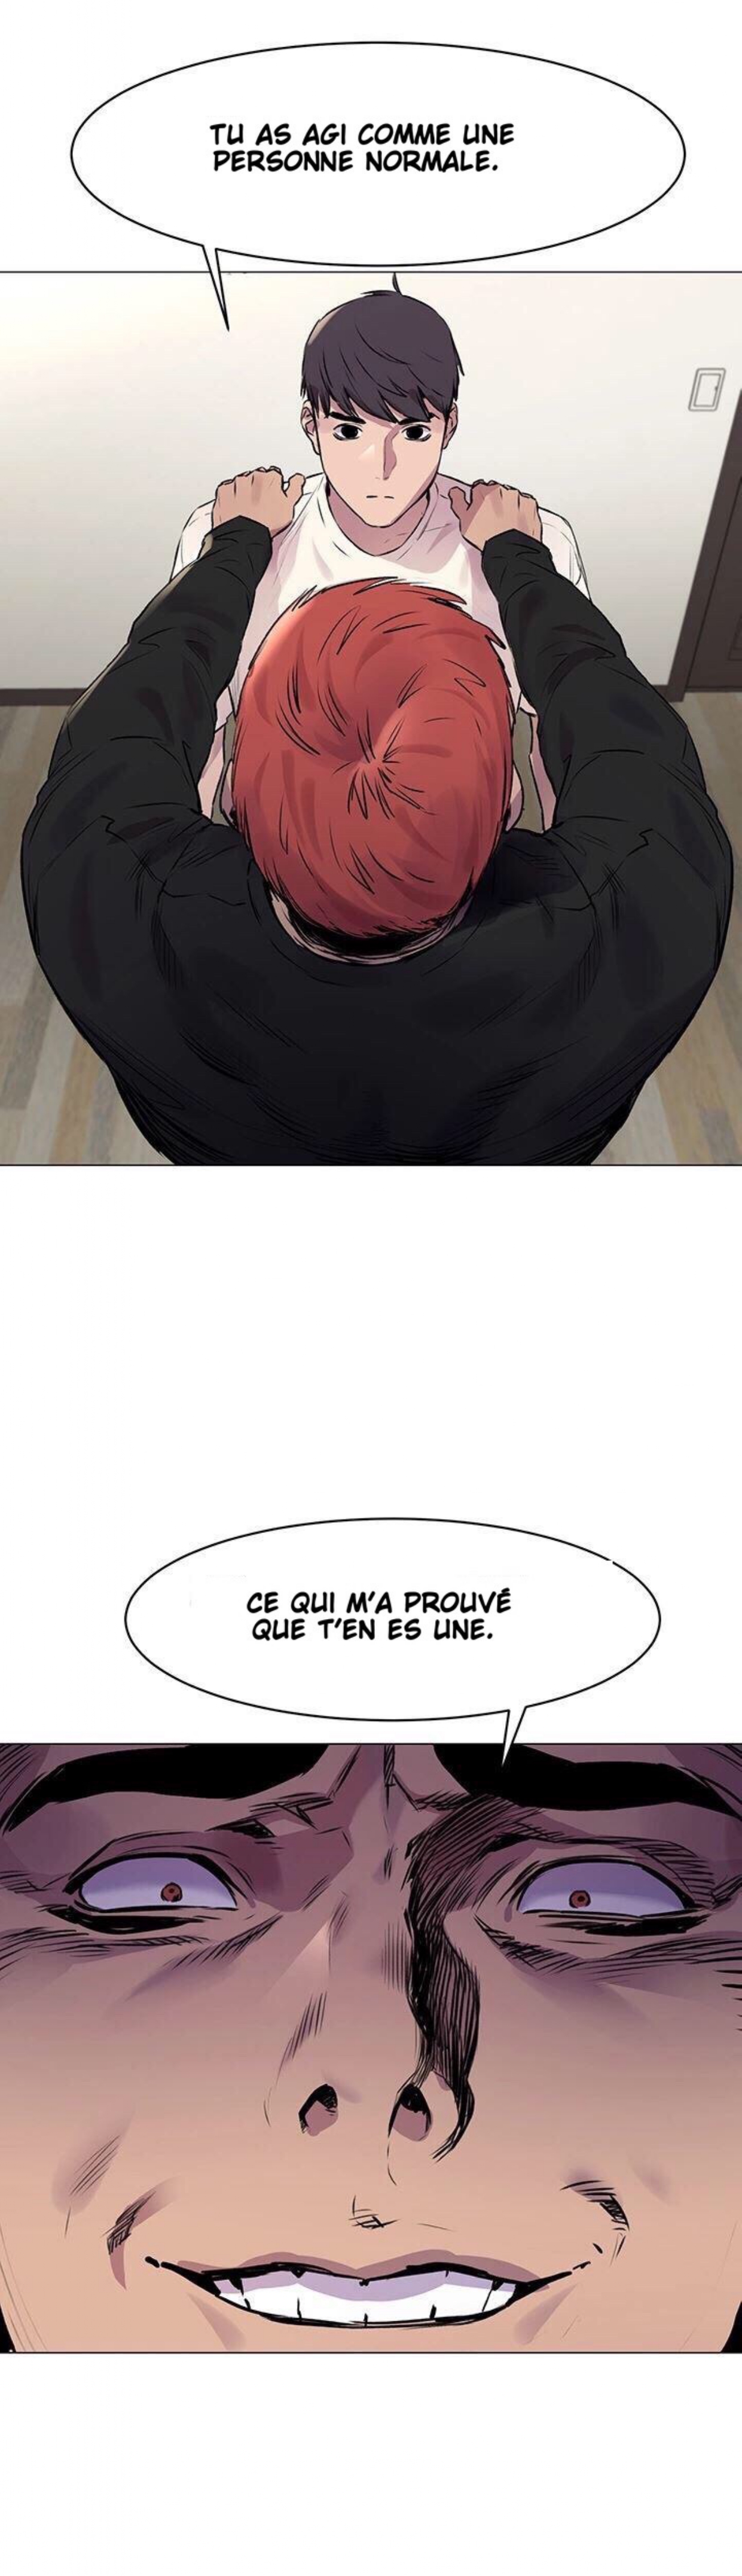 TU AS AGI COMME UNE
PERSONNE NORMALE.
CE QUI M'A PROUVÉ
QUE T'EN ES UNE.